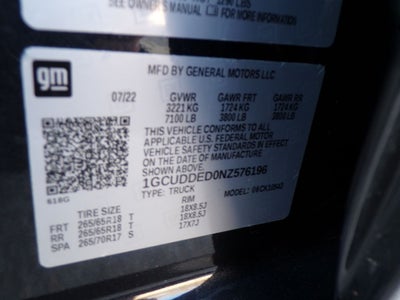 SEE OWNER'S MANUAL
FOR MORE INFORMATION
gm
MFD BY GENERAL MOTORS LLC
07/22 GVWR GAWR FRT GAWR RR
3221 KG 1724 KG 1724 KG
7100 LB 3800 LB 3800 LB
THIS VEHICLE CONFORMS TO ALL
APPLICABLE U.S. FEDERAL MOTOR
VEHICLE SAFETY
STANDARDS IN EFFECT ON THE DATE OF
MANUFACTURE SHOWN ABOVE.
1GCUDDED0NZ576196
TYPE: TRUCK MODEL:
618G
TIRE SIZE RIM
FRT 265/65R18 T 18X8.5J
RR 265/65R18 T 18X8.5J
SPA 265/70R17 S 17X7J